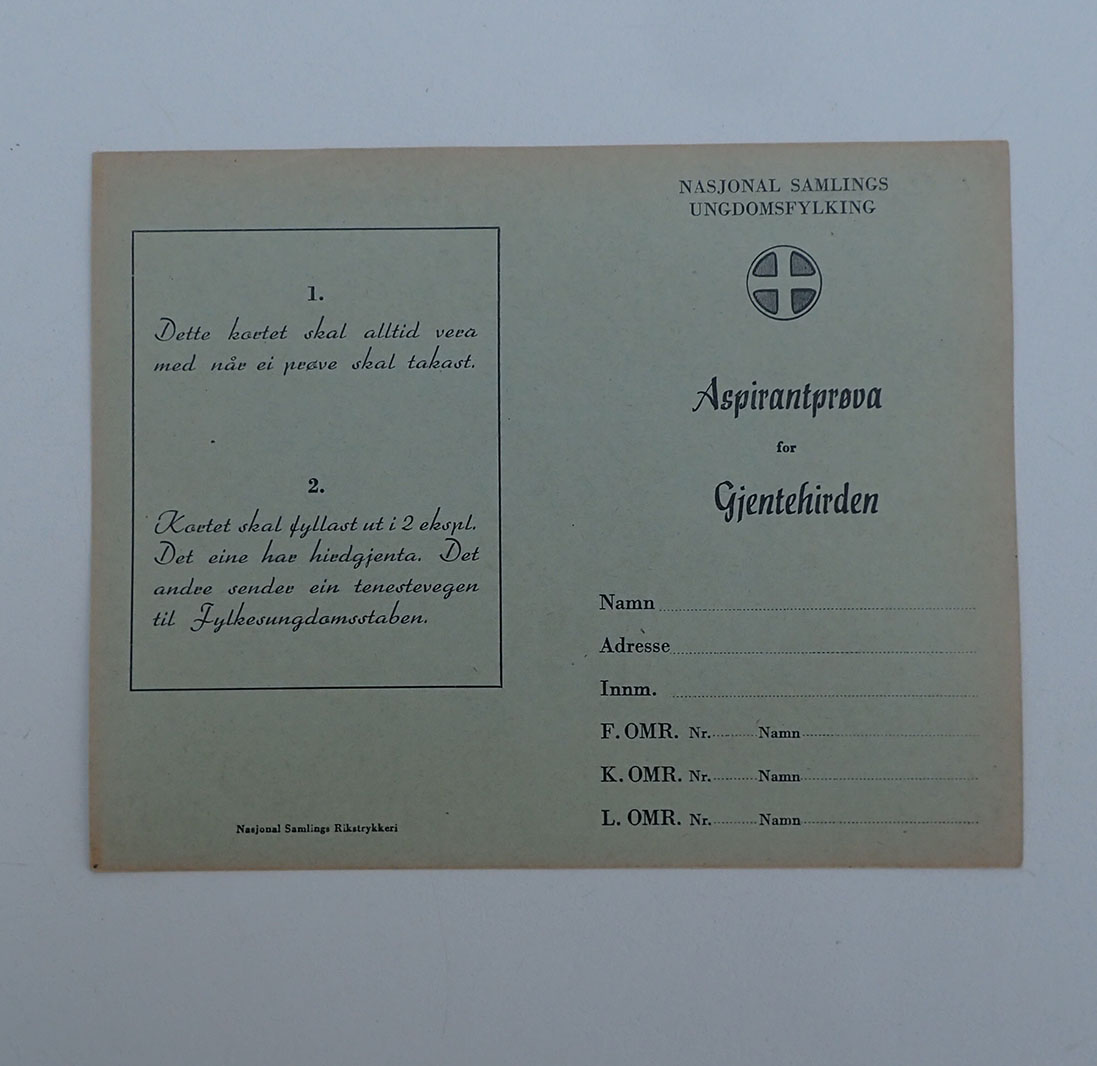 1.
Dette kortet skal alltid vera
med når ei prøve skal takast.
2.
Kortet skal fyllast ut i 2 ekspl.
Det eine har hirdgjenta. Det
andre sender ein tenestevegen
til Fylkesungdomsstaben.
Nasjonal Samlings Rikstrykkeri
NASJONAL SAMLINGS
UNGDOMSFYLKING
Aspirantprøva
for
Gjentehirden
Namn
Adresse
Innm.
F. OMR. Nr. Namn
K. OMR. Nr. Namn
L. OMR. Nr. Namn